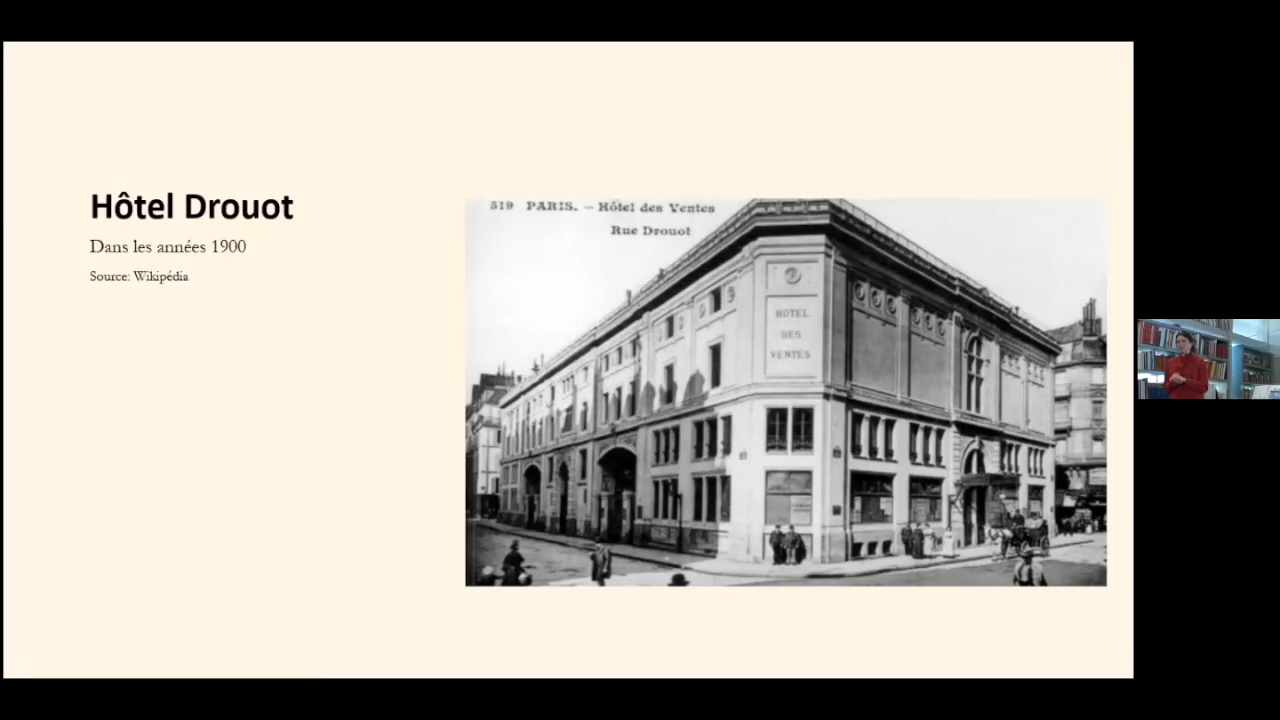 Hôtel Drouot
Dans les années 1900
Source: Wikipédia
519 PARIS. – Hôtel des Ventes
Rue Drouot
HOTEL
DES
VENTES